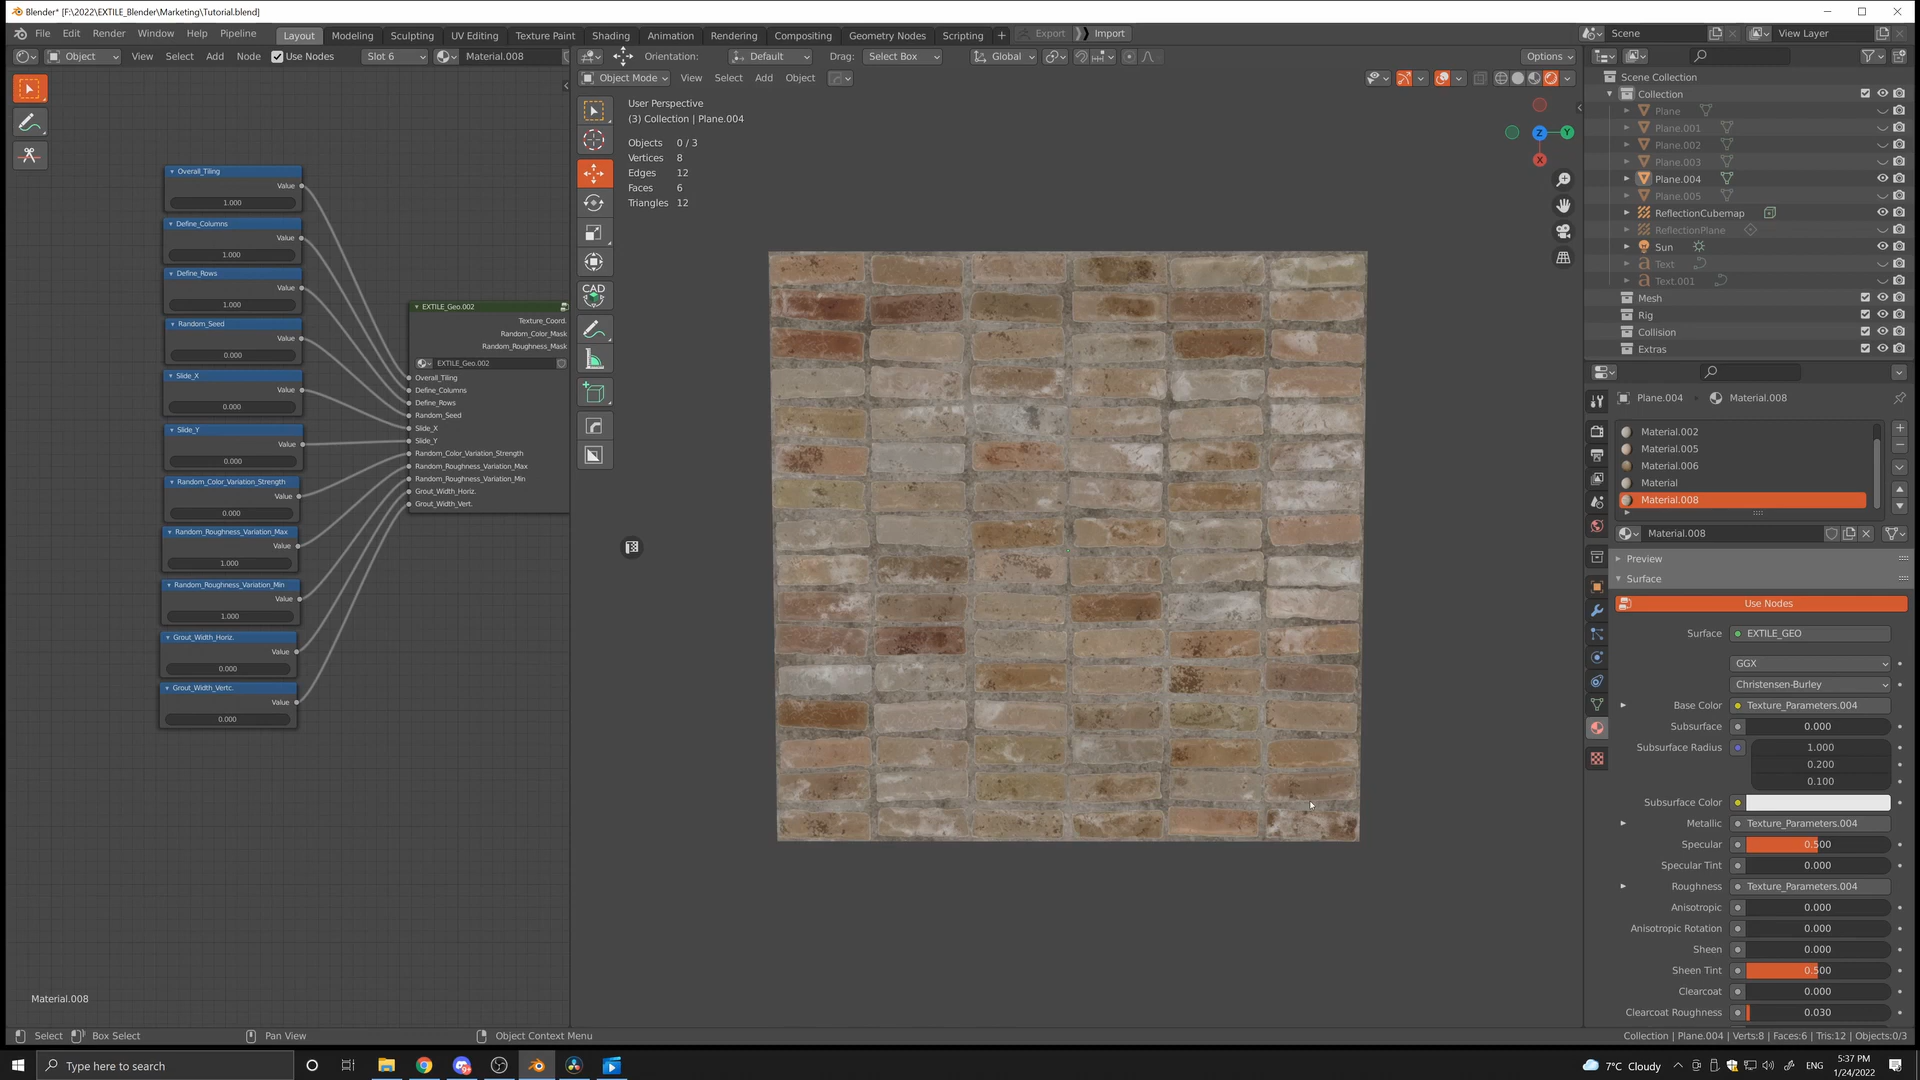 Blender* [F:\2022\EXTILE_Blender\Marketing\Tutorial.blend]
File Edit Render Window Help Pipeline Layout Modeling Sculpting UV Editing Texture Paint Shading Animation Rendering Compositing Geometry Nodes Scripting + Export Import Scene View Layer
Object View Select Add Node Use Nodes Slot 6 Material.008 Orientation: Default Drag: Select Box Global Options
Object Mode View Select Add Object
User Perspective
(3) Collection | Plane.004
Objects 0 / 3
Vertices 8
Edges 12
Faces 6
Triangles 12
Overall_Tiling
Value
1.000
Define_Columns
Value
1.000
Define_Rows
Value
1.000
Random_Seed
Value
0.000
Slide_X
Value
0.000
Slide_Y
Value
0.000
Random_Color_Variation_Strength
Value
0.000
Random_Roughness_Variation_Max
Value
1.000
Random_Roughness_Variation_Min
Value
1.000
Grout_Width_Horiz.
Value
0.000
Grout_Width_Vertc.
Value
0.000
EXTILE_Geo.002
Texture_Coord.
Random_Color_Mask
Random_Roughness_Mask
EXTILE_Geo.002
Overall_Tiling
Define_Columns
Define_Rows
Random_Seed
Slide_X
Slide_Y
Random_Color_Variation_Strength
Random_Roughness_Variation_Max
Random_Roughness_Variation_Min
Grout_Width_Horiz.
Grout_Width_Vert.
CAD
X
Y
Z
Scene Collection
Collection
Plane
Plane.001
Plane.002
Plane.003
Plane.004
Plane.005
ReflectionCubemap
ReflectionPlane
Sun
Text
Text.001
Mesh
Rig
Collision
Extras
Plane.004 Material.008
Material.002
Material.005
Material.006
Material
Material.008
Material.008
Preview
Surface
Use Nodes
Surface EXTILE_GEO
GGX
Christensen-Burley
Base Color Texture_Parameters.004
Subsurface 0.000
Subsurface Radius 1.000
0.200
0.100
Subsurface Color
Metallic Texture_Parameters.004
Specular 0.500
Specular Tint 0.000
Roughness Texture_Parameters.004
Anisotropic 0.000
Anisotropic Rotation 0.000
Sheen 0.000
Sheen Tint 0.500
Clearcoat 0.000
Clearcoat Roughness 0.030
Material.008
Select Box Select Pan View Object Context Menu Collection | Plane.004 | Verts:8 | Faces:6 | Tris:12 | Objects:0/3
Type here to search 7°C Cloudy ENG 5:37 PM
1/24/2022